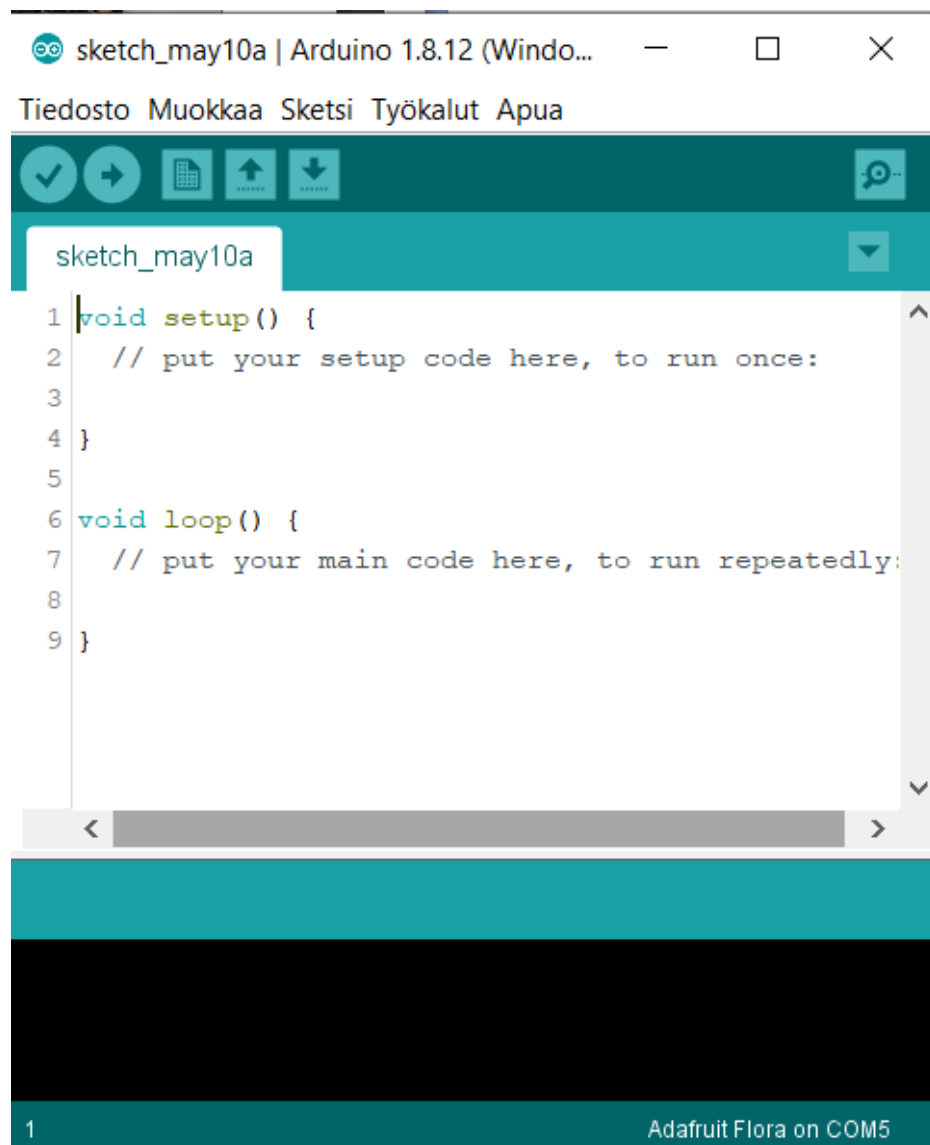 sketch_may10a | Arduino 1.8.12 (Windo...
Tiedosto Muokkaa Sketsi Työkalut Apua
sketch_may10a
1 void setup() {
2 // put your setup code here, to run once:
3
4 }
5
6 void loop() {
7 // put your main code here, to run repeatedly:
8
9 }
1 Adafruit Flora on COM5